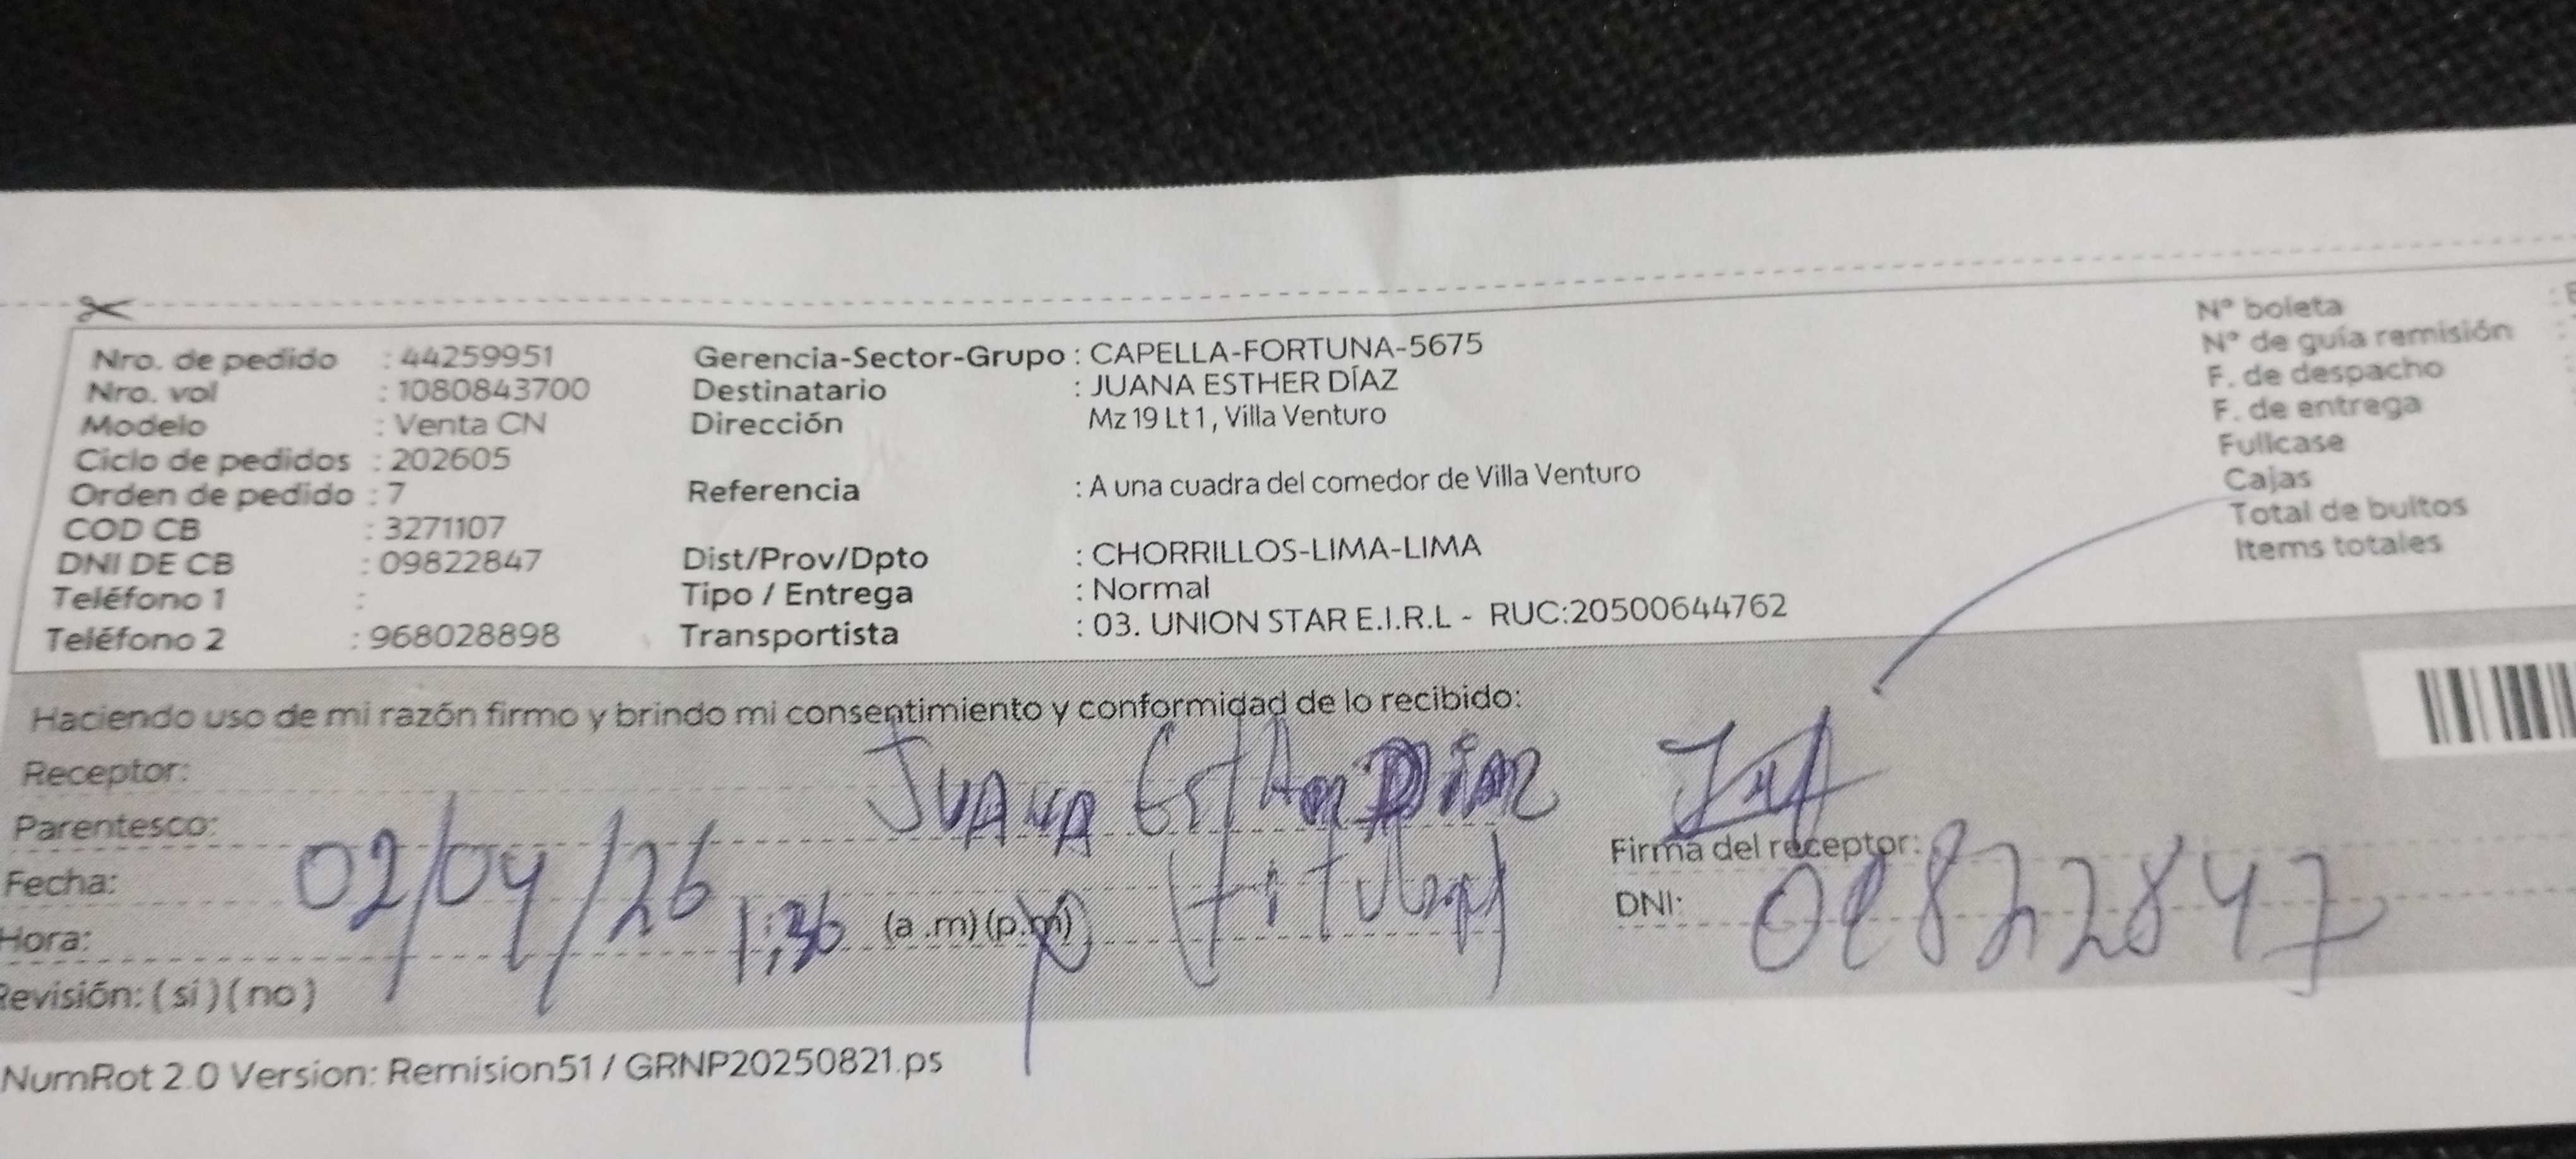 Nro. de pedido : 44259951
Nro. vol : 1080843700
Modelo : Venta CN
Ciclo de pedidos : 202605
Orden de pedido : 7
COD CB : 3271107
DNI DE CB : 09822847
Teléfono 1 :
Teléfono 2 : 968028898
Gerencia-Sector-Grupo : CAPELLA-FORTUNA-5675
Destinatario : JUANA ESTHER DÍAZ
Dirección Mz 19 Lt 1, Villa Venturo
Referencia : A una cuadra del comedor de Villa Venturo
Dist/Prov/Dpto : CHORRILLOS-LIMA-LIMA
Tipo / Entrega : Normal
Transportista : 03. UNION STAR E.I.R.L - RUC:20500644762
N° boleta :
N° de guía remisión :
F. de despacho
F. de entrega
Fullcase
Cajas
Total de bultos
Items totales
Haciendo uso de mi razón firmo y brindo mi consentimiento y conformidad de lo recibido:
Receptor: JUANA Esther Diaz
Parentesco: (titular)
Fecha: 02/04/26
Hora: 1:36 (a .m) (p.m)
Revisión: (si) (no)
Firma del receptor:
DNI: 09822847
NumRot 2.0 Version: Remision51 / GRNP20250821.ps